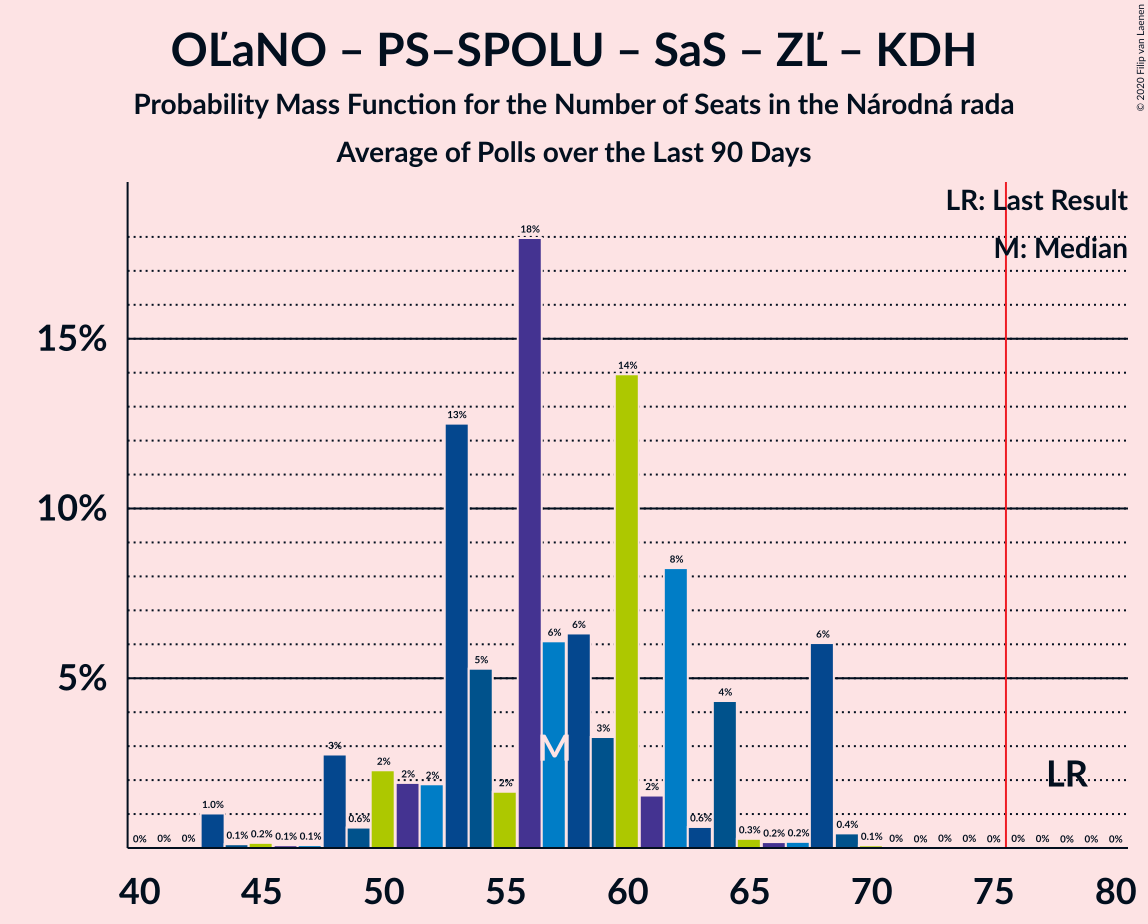 OĽaNO – PS–SPOLU – SaS – ZĽ – KDH
Probability Mass Function for the Number of Seats in the Národná rada
Average of Polls over the Last 90 Days
© 2020 Filip van Laenen
LR: Last Result
M: Median
15%
10%
5%
0% 0% 0% 1.0% 0.1% 0.2% 0.1% 0.1% 3% 0.6% 2% 2% 2% 13% 5% 2% 18% 6% 6% 3% 14% 2% 8% 0.6% 4% 0.3% 0.2% 0.2% 6% 0.4% 0.1% 0% 0% 0% 0% 0% 0% 0% 0% 0% 0%
M
LR
40 45 50 55 60 65 70 75 80